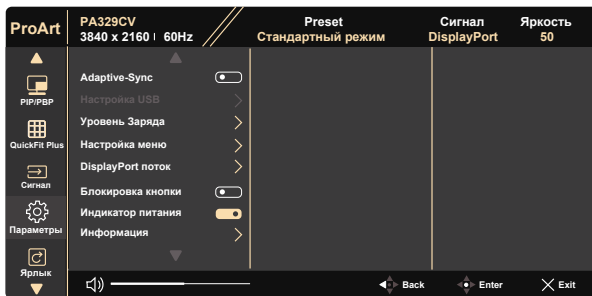 ProArt
PA329CV
3840 x 2160 60Hz
Preset
Стандартный режим
Сигнал
DisplayPort
Яркость
50
PIP/PBP
QuickFit Plus
Сигнал
Параметры
Ярлык
Adaptive-Sync
Настройка USB
Уровень Заряда
Настройка меню
DisplayPort поток
Блокировка кнопки
Индикатор питания
Информация
Back
Enter
Exit